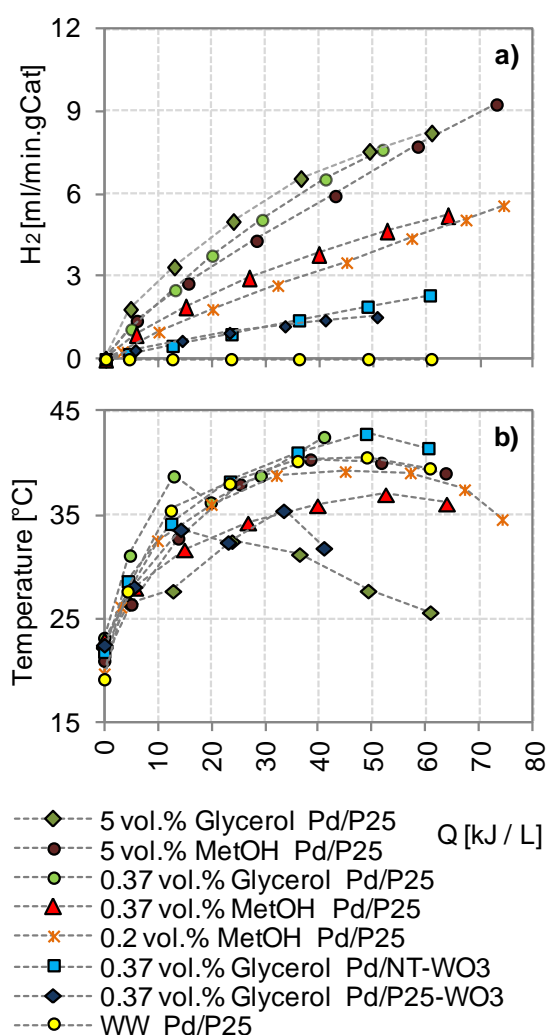 a)
H2 [ml/min.gCat]
12
9
6
3
0
b)
Temperature [°C]
45
35
25
15
0
10
20
30
40
50
60
70
80
Q [kJ / L]
5 vol.% Glycerol Pd/P25
5 vol.% MetOH Pd/P25
0.37 vol.% Glycerol Pd/P25
0.37 vol.% MetOH Pd/P25
0.2 vol.% MetOH Pd/P25
0.37 vol.% Glycerol Pd/NT-WO3
0.37 vol.% Glycerol Pd/P25-WO3
WW Pd/P25